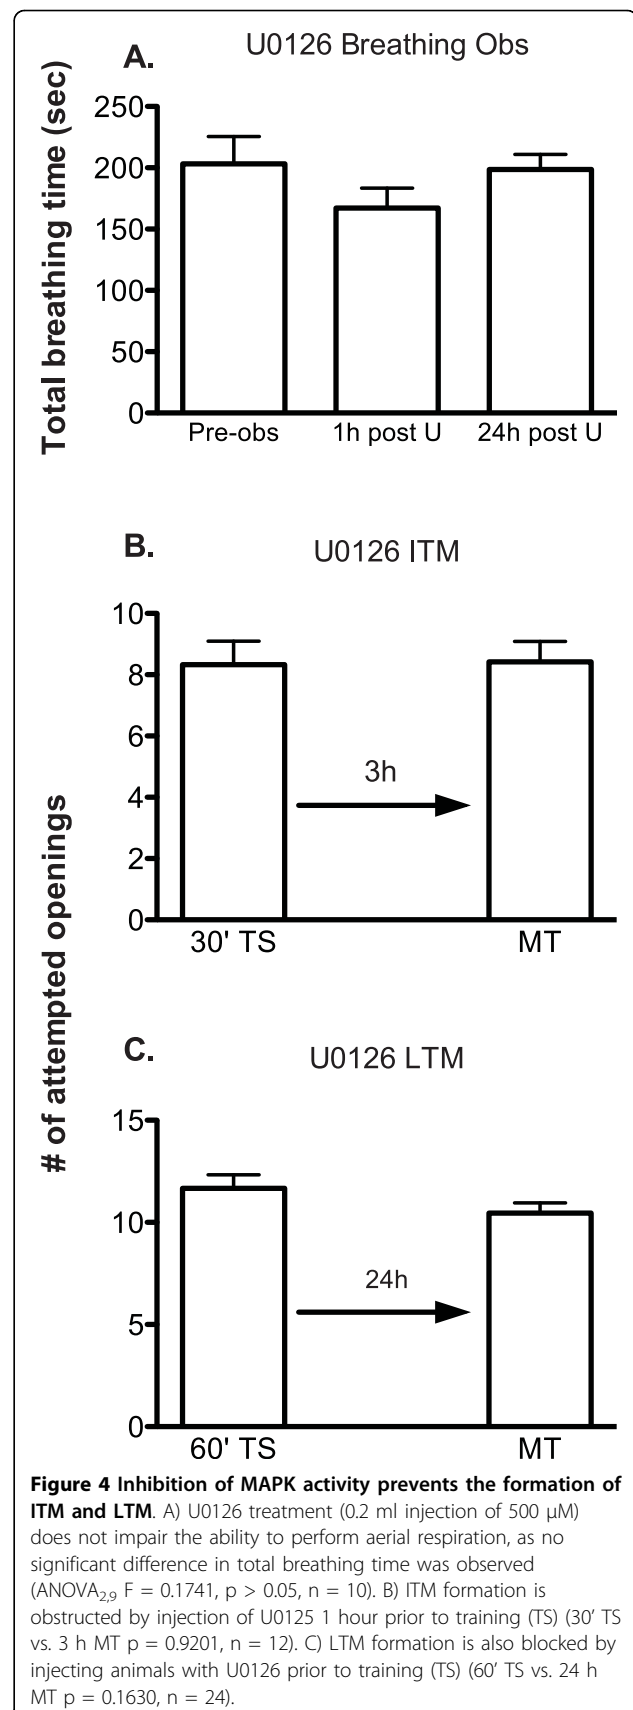 A.
U0126 Breathing Obs
Total breathing time (sec)
250
200
150
100
50
0
Pre-obs 1h post U 24h post U
B.
U0126 ITM
# of attempted openings
10
8
6
4
2
0
3h
30' TS MT
C.
U0126 LTM
15
10
5
0
24h
60' TS MT
Figure 4 Inhibition of MAPK activity prevents the formation of
ITM and LTM. A) U0126 treatment (0.2 ml injection of 500 μM)
does not impair the ability to perform aerial respiration, as no
significant difference in total breathing time was observed
(ANOVA2,9 F = 0.1741, p > 0.05, n = 10). B) ITM formation is
obstructed by injection of U0125 1 hour prior to training (TS) (30’ TS
vs. 3 h MT p = 0.9201, n = 12). C) LTM formation is also blocked by
injecting animals with U0126 prior to training (TS) (60’ TS vs. 24 h
MT p = 0.1630, n = 24).